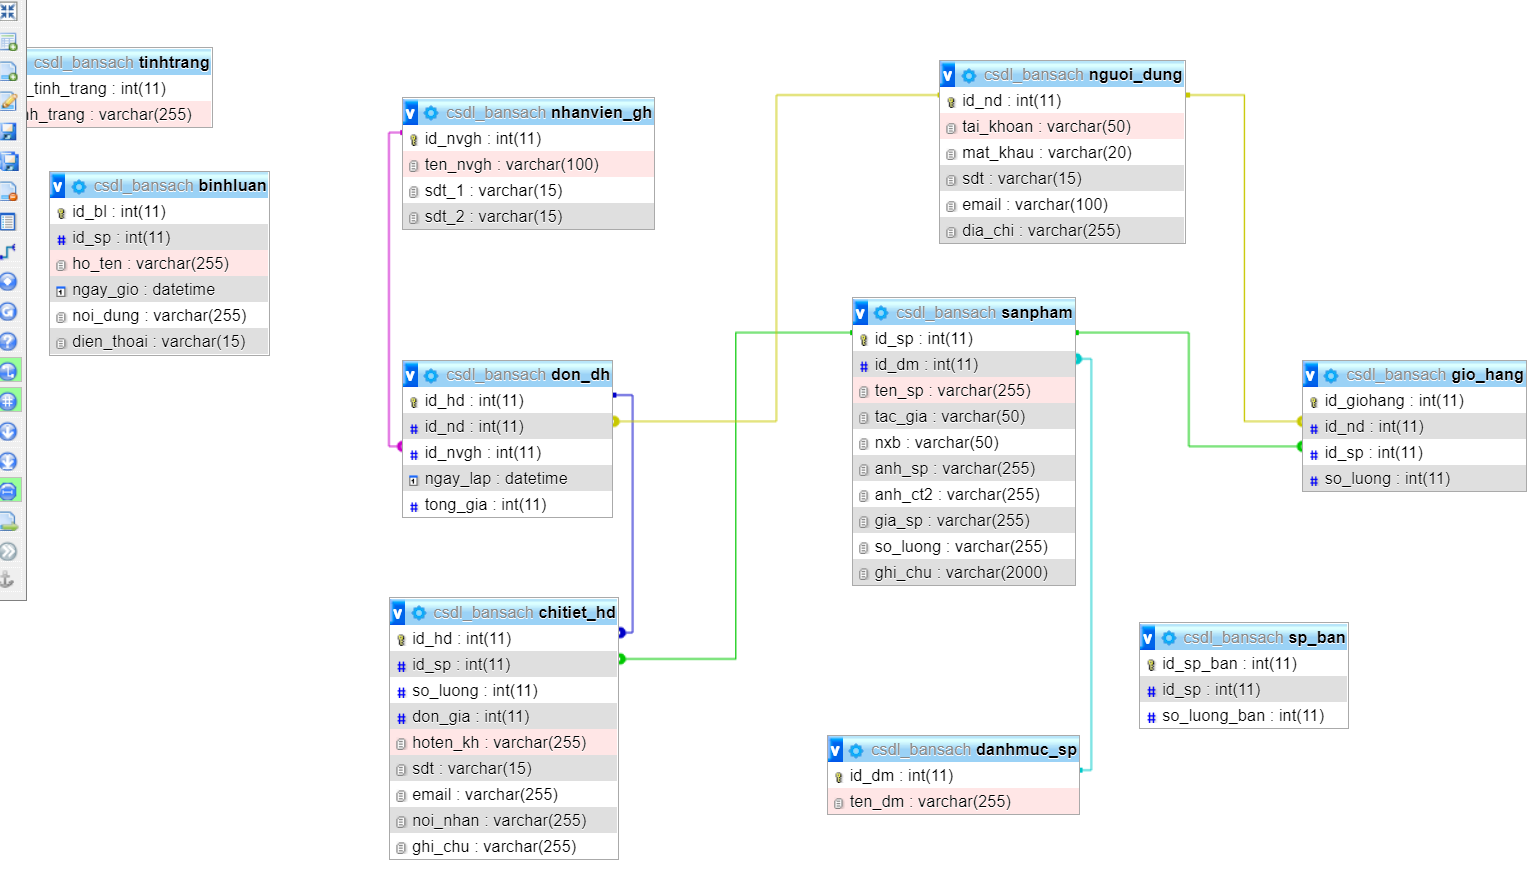 csdl_bansach tinhtrang
_tinh_trang : int(11)
h_trang : varchar(255)
csdl_bansach binhluan
id_bl : int(11)
id_sp : int(11)
ho_ten : varchar(255)
ngay_gio : datetime
noi_dung : varchar(255)
dien_thoai : varchar(15)
csdl_bansach nhanvien_gh
id_nvgh : int(11)
ten_nvgh : varchar(100)
sdt_1 : varchar(15)
sdt_2 : varchar(15)
csdl_bansach don_dh
id_hd : int(11)
id_nd : int(11)
id_nvgh : int(11)
ngay_lap : datetime
tong_gia : int(11)
csdl_bansach chitiet_hd
id_hd : int(11)
id_sp : int(11)
so_luong : int(11)
don_gia : int(11)
hoten_kh : varchar(255)
sdt : varchar(15)
email : varchar(255)
noi_nhan : varchar(255)
ghi_chu : varchar(255)
csdl_bansach nguoi_dung
id_nd : int(11)
tai_khoan : varchar(50)
mat_khau : varchar(20)
sdt : varchar(15)
email : varchar(100)
dia_chi : varchar(255)
csdl_bansach sanpham
id_sp : int(11)
id_dm : int(11)
ten_sp : varchar(255)
tac_gia : varchar(50)
nxb : varchar(50)
anh_sp : varchar(255)
anh_ct2 : varchar(255)
gia_sp : varchar(255)
so_luong : varchar(255)
ghi_chu : varchar(2000)
csdl_bansach danhmuc_sp
id_dm : int(11)
ten_dm : varchar(255)
csdl_bansach gio_hang
id_giohang : int(11)
id_nd : int(11)
id_sp : int(11)
so_luong : int(11)
csdl_bansach sp_ban
id_sp_ban : int(11)
id_sp : int(11)
so_luong_ban : int(11)